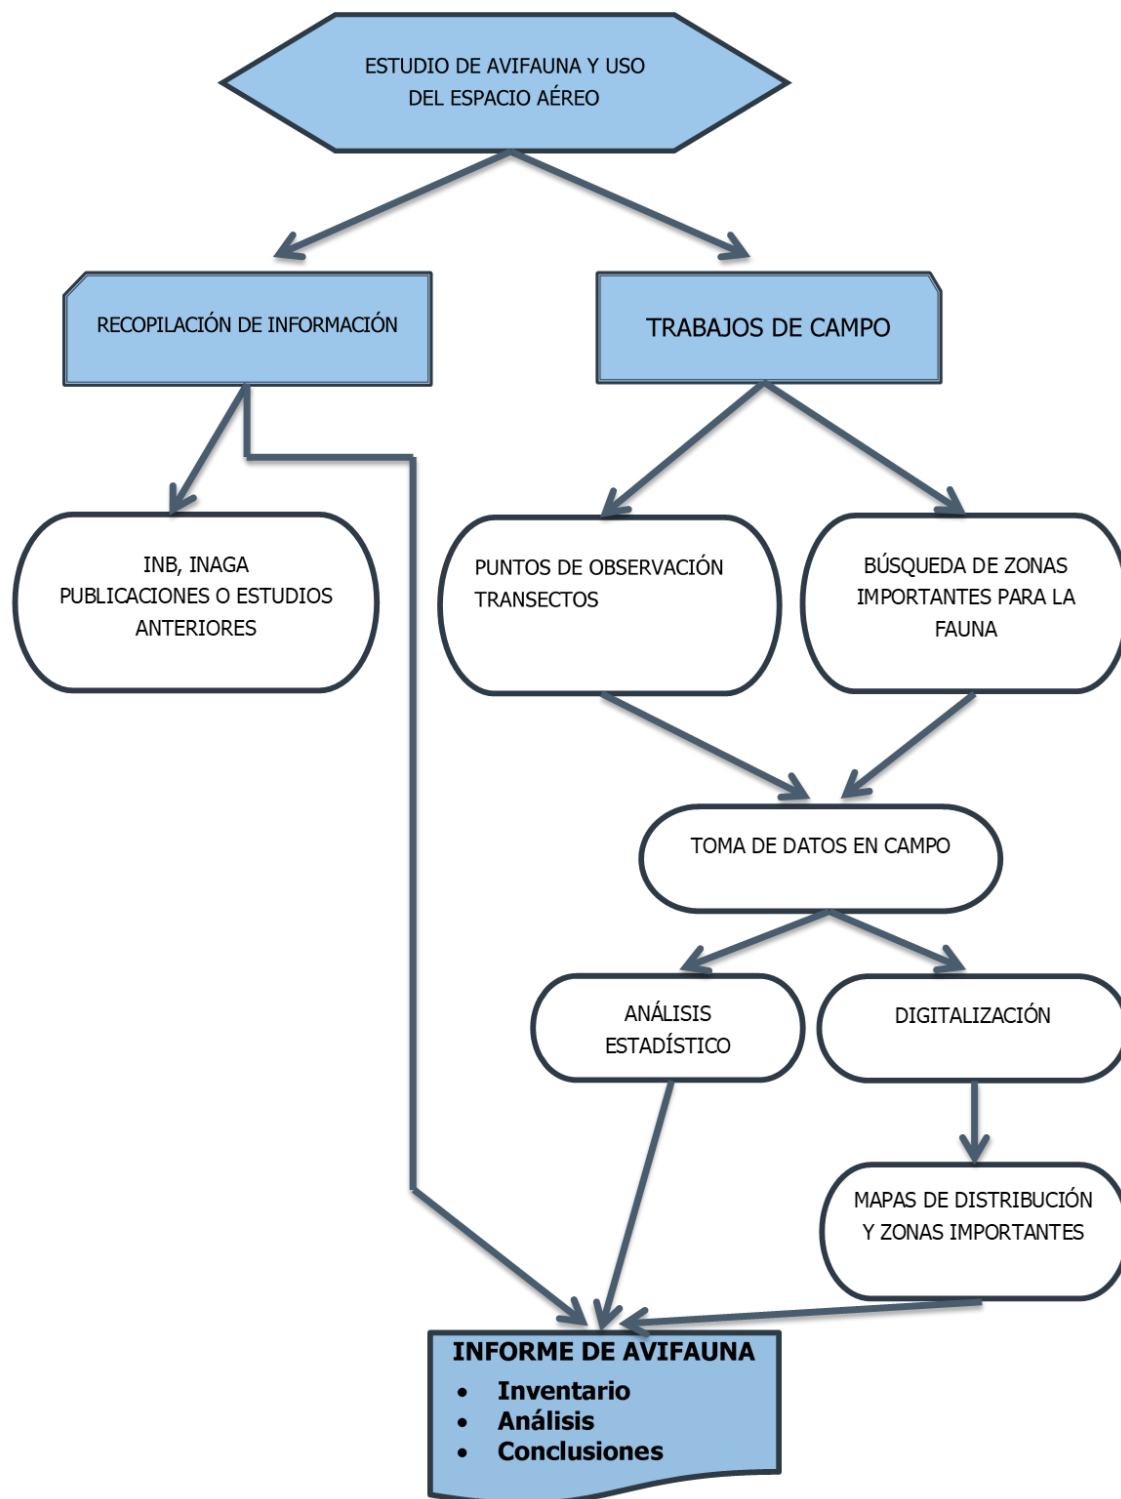 ESTUDIO DE AVIFAUNA Y USO
DEL ESPACIO AÉREO
RECOPILACIÓN DE INFORMACIÓN
TRABAJOS DE CAMPO
INB, INAGA
PUBLICACIONES O ESTUDIOS
ANTERIORES
PUNTOS DE OBSERVACIÓN
TRANSECTOS
BÚSQUEDA DE ZONAS
IMPORTANTES PARA LA
FAUNA
TOMA DE DATOS EN CAMPO
ANÁLISIS
ESTADÍSTICO
DIGITALIZACIÓN
MAPAS DE DISTRIBUCIÓN
Y ZONAS IMPORTANTES
INFORME DE AVIFAUNA
• Inventario
• Análisis
• Conclusiones